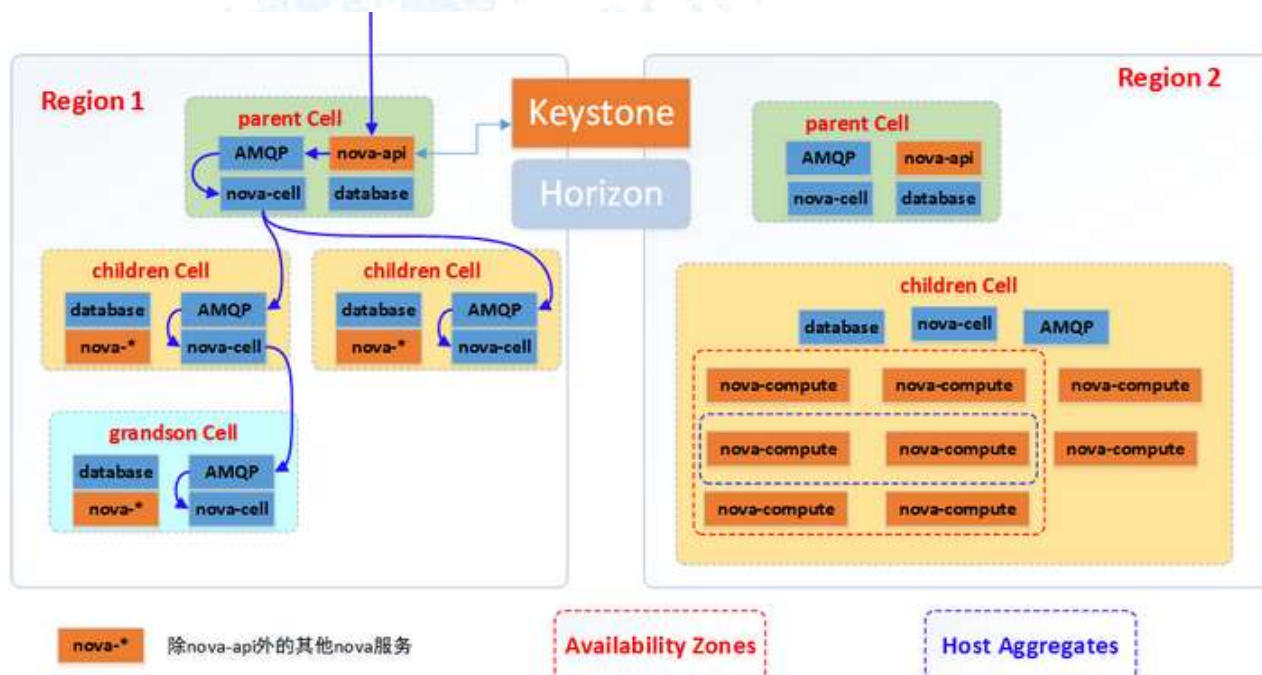 Region 1
parent Cell
AMQP
nova-api
nova-cell
database
Keystone
Horizon
children Cell
database
AMQP
nova-*
nova-cell
children Cell
database
AMQP
nova-*
nova-cell
grandson Cell
database
AMQP
nova-*
nova-cell
Region 2
parent Cell
AMQP
nova-api
nova-cell
database
children Cell
database
nova-cell
AMQP
nova-compute
nova-compute
nova-compute
nova-compute
nova-compute
nova-compute
nova-compute
nova-compute
nova-*
除nova-api外的其他nova服务
Availability Zones
Host Aggregates